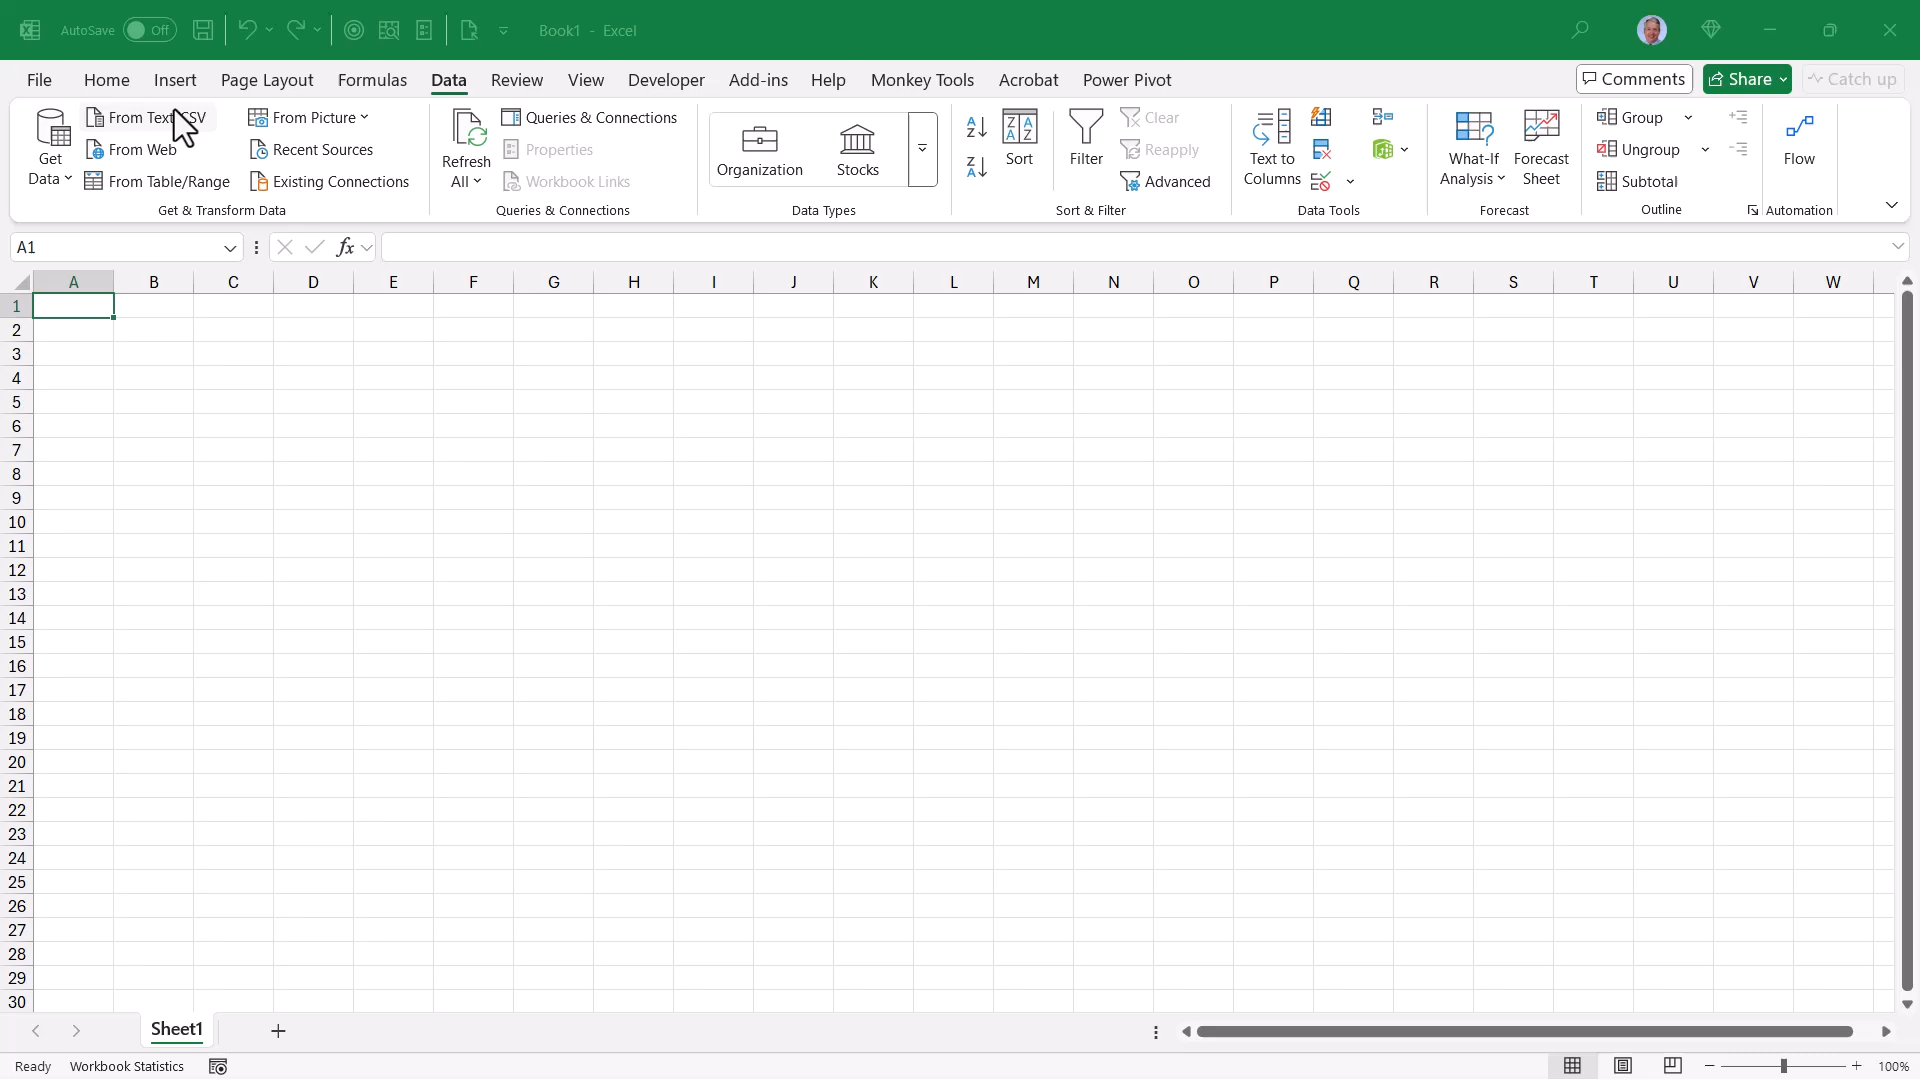 AutoSave Off Book1 - Excel
File Home Insert Page Layout Formulas Data Review View Developer Add-ins Help Monkey Tools Acrobat Power Pivot Comments Share Catch up
Get Data
From Text/CSV
From Web
From Table/Range
From Picture
Recent Sources
Existing Connections
Get & Transform Data
Refresh All
Queries & Connections
Properties
Workbook Links
Queries & Connections
Organization
Stocks
Data Types
Sort
Filter
Clear
Reapply
Advanced
Sort & Filter
Text to Columns
Data Tools
What-If Analysis
Forecast Sheet
Forecast
Group
Ungroup
Subtotal
Outline
Flow
Automation
A1 fx
A B C D E F G H I J K L M N O P Q R S T U V W
1
2
3
4
5
6
7
8
9
10
11
12
13
14
15
16
17
18
19
20
21
22
23
24
25
26
27
28
29
30
Sheet1
Ready Workbook Statistics 100%